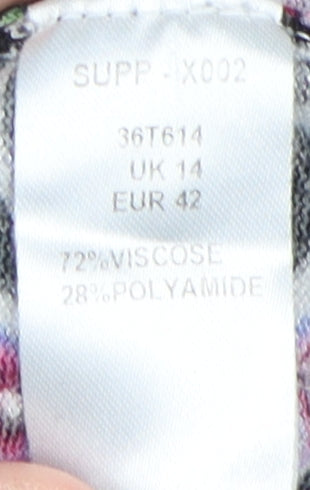 SUPP - X002
36T614
UK 14
EUR 42
72%VISCOSE
28%POLYAMIDE